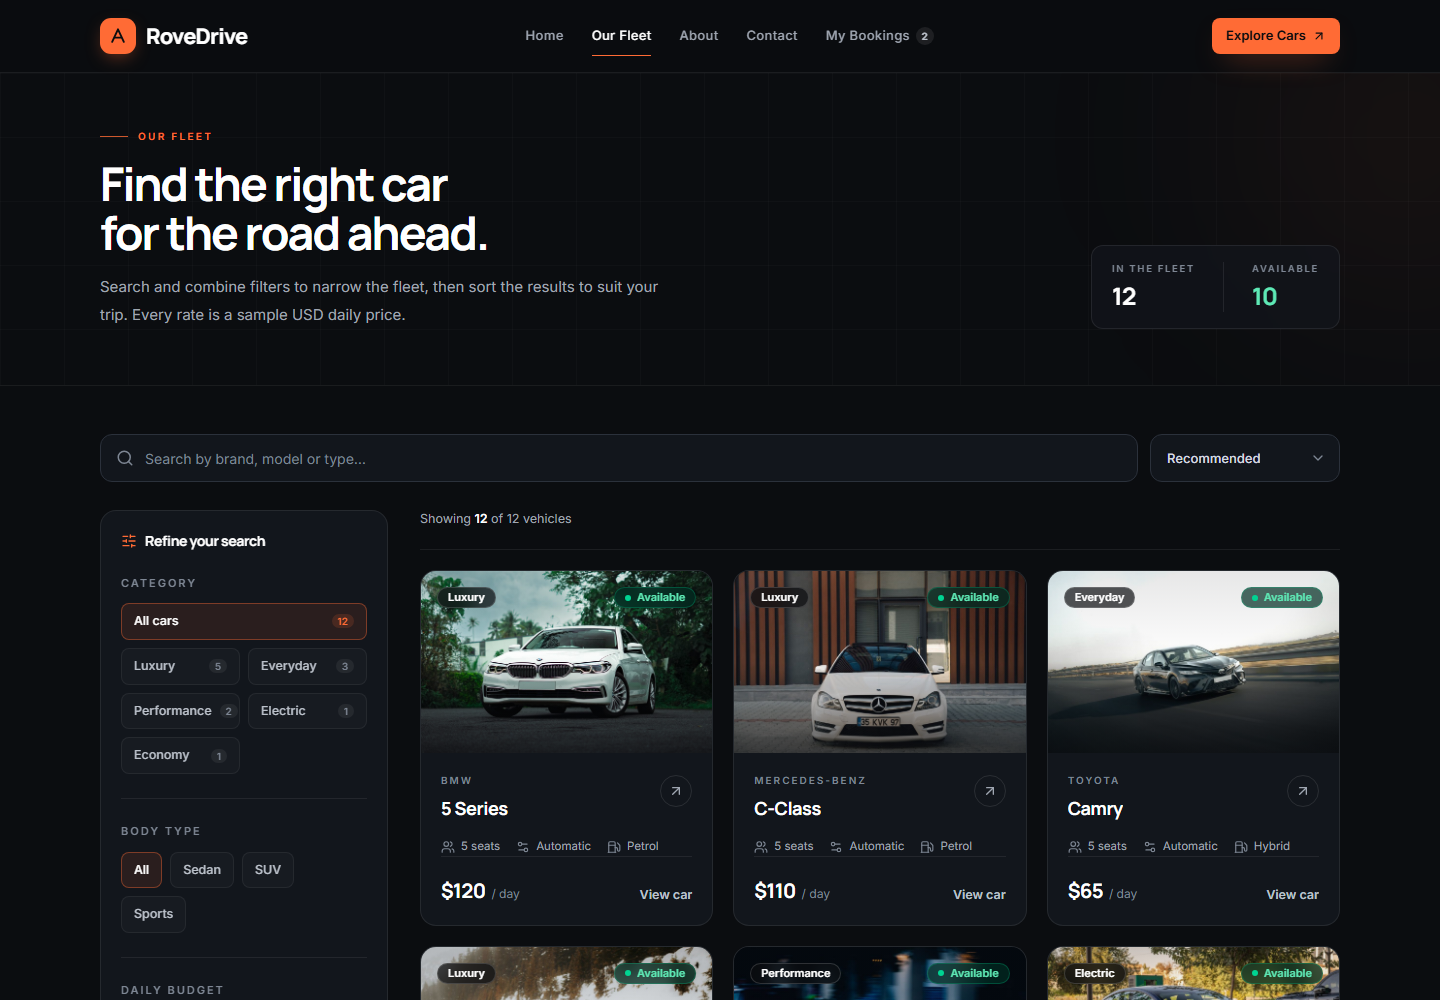 RoveDrive
Home
Our Fleet
About
Contact
My Bookings 2
Explore Cars
OUR FLEET
Find the right car
for the road ahead.
Search and combine filters to narrow the fleet, then sort the results to suit your
trip. Every rate is a sample USD daily price.
IN THE FLEET
12
AVAILABLE
10
Search by brand, model or type...
Recommended
Refine your search
CATEGORY
All cars 12
Luxury 5
Everyday 3
Performance 2
Electric 1
Economy 1
BODY TYPE
All
Sedan
SUV
Sports
DAILY BUDGET
Showing 12 of 12 vehicles
Luxury
Available
BMW
5 Series
5 seats
Automatic
Petrol
$120 / day
View car
Luxury
Available
35 KVK 97
MERCEDES-BENZ
C-Class
5 seats
Automatic
Petrol
$110 / day
View car
Everyday
Available
TOYOTA
Camry
5 seats
Automatic
Hybrid
$65 / day
View car
Luxury
Available
Performance
Available
Electric
Available